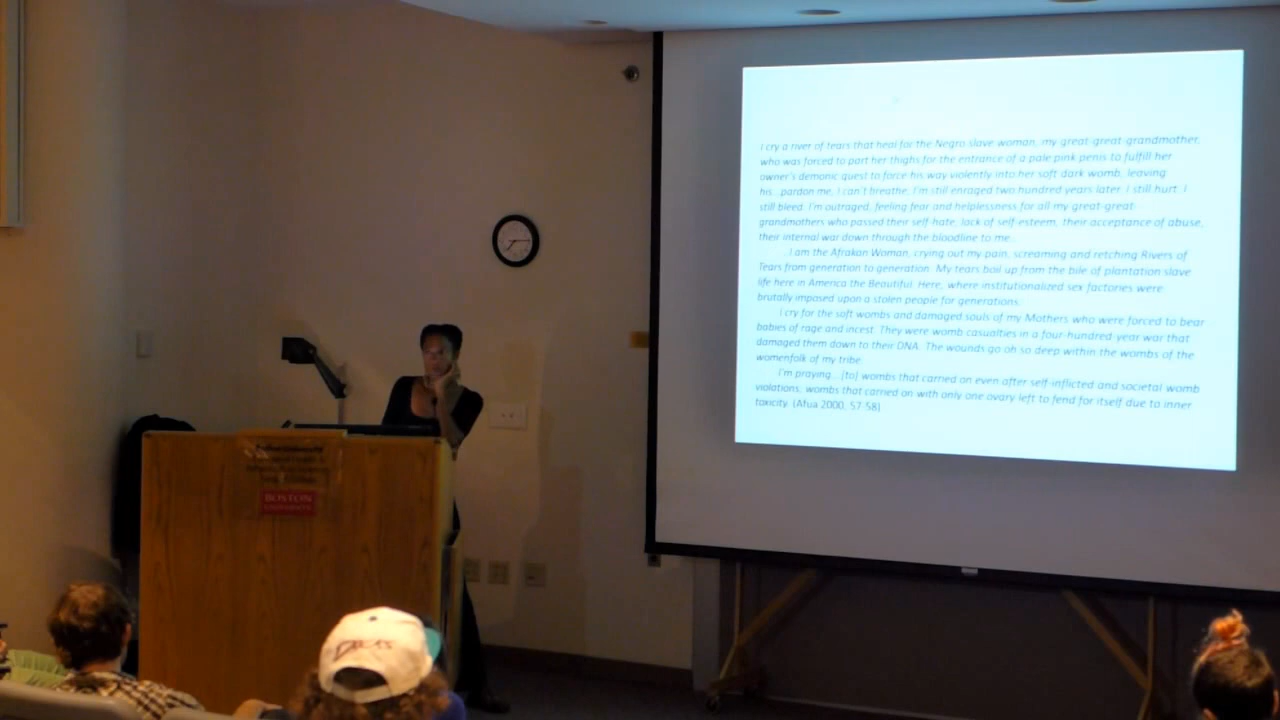 I cry a river of tears that heal for the Negro slave woman, my great-great-grandmother,
who was forced to part her thighs for the entrance of a pale pink penis to fulfill her
owner's demonic quest to force his way violently into her soft dark womb, leaving
his...pardon me, I can't breathe. I'm still enraged two hundred years later. I still hurt. I
still bleed. I'm outraged, feeling fear and helplessness for all my great-great-
grandmothers who passed their self-hate, lack of self-esteem, their acceptance of abuse,
their internal war down through the bloodline to me...
...I am the Afrakan Woman, crying out my pain, screaming and retching Rivers of
Tears from generation to generation. My tears boil up from the bile of plantation slave
life here in America the Beautiful. Here, where institutionalized sex factories were
brutally imposed upon a stolen people for generations.
I cry for the soft wombs and damaged souls of my Mothers who were forced to bear
babies of rage and incest. They were womb casualties in a four-hundred-year war that
damaged them down to their DNA. The wounds go oh so deep within the wombs of the
womenfolk of my tribe.
I'm praying...[to] wombs that carried on even after self-inflicted and societal womb
violations; wombs that carried on with only one ovary left to fend for itself due to inner
toxicity. (Afua 2000, 57-58)
BOSTON
UNIVERSITY